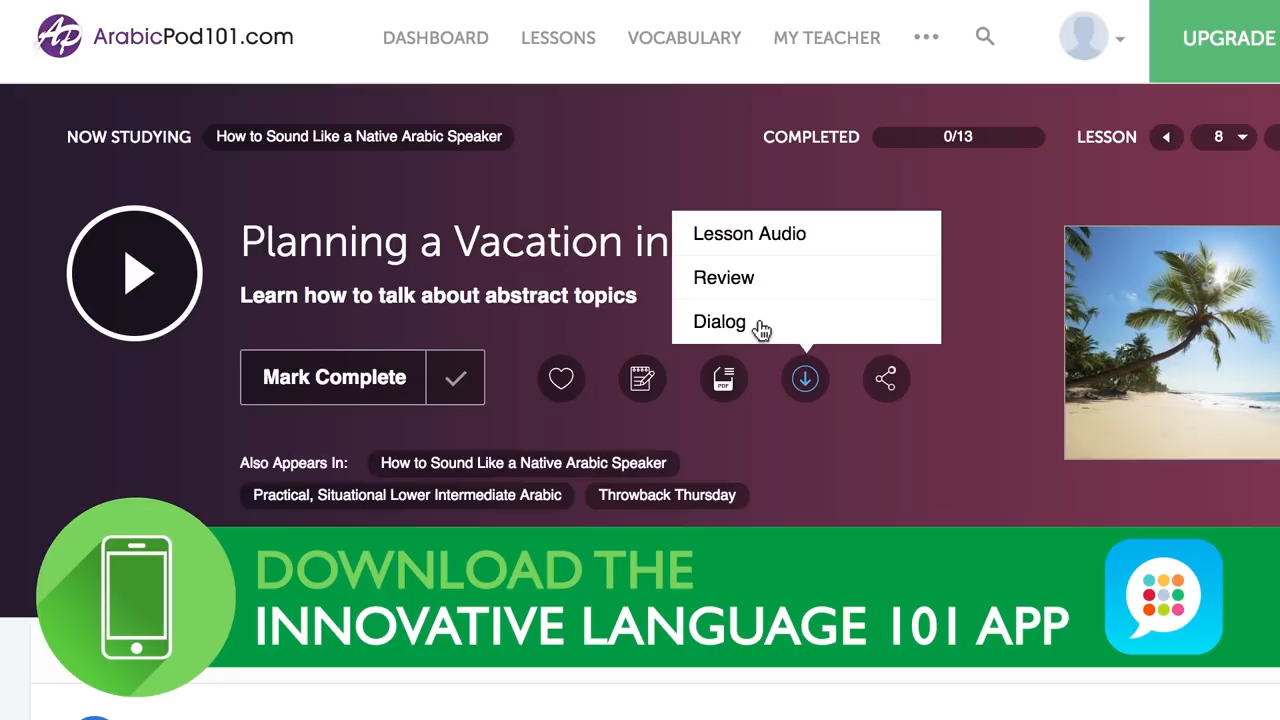 ArabicPod101.com
DASHBOARD LESSONS VOCABULARY MY TEACHER ••• UPGRADE
NOW STUDYING How to Sound Like a Native Arabic Speaker COMPLETED 0/13 LESSON 8
Planning a Vacation in
Learn how to talk about abstract topics
Lesson Audio
Review
Dialog
Mark Complete
PDF
Also Appears In: How to Sound Like a Native Arabic Speaker
Practical, Situational Lower Intermediate Arabic Throwback Thursday
DOWNLOAD THE
INNOVATIVE LANGUAGE 101 APP